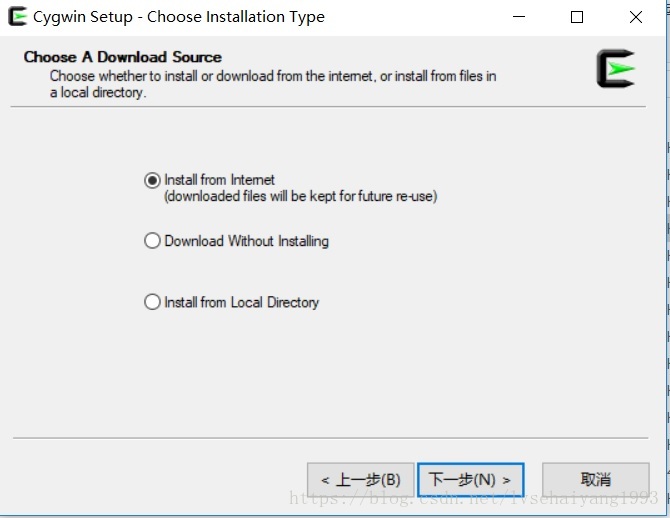 Cygwin Setup - Choose Installation Type
Choose A Download Source
Choose whether to install or download from the internet, or install from files in
a local directory.
Install from Internet
(downloaded files will be kept for future re-use)
Download Without Installing
Install from Local Directory
< 上一步(B)
下一步(N) >
取消
https://blog.csdn.net/lvsehaiyang1993